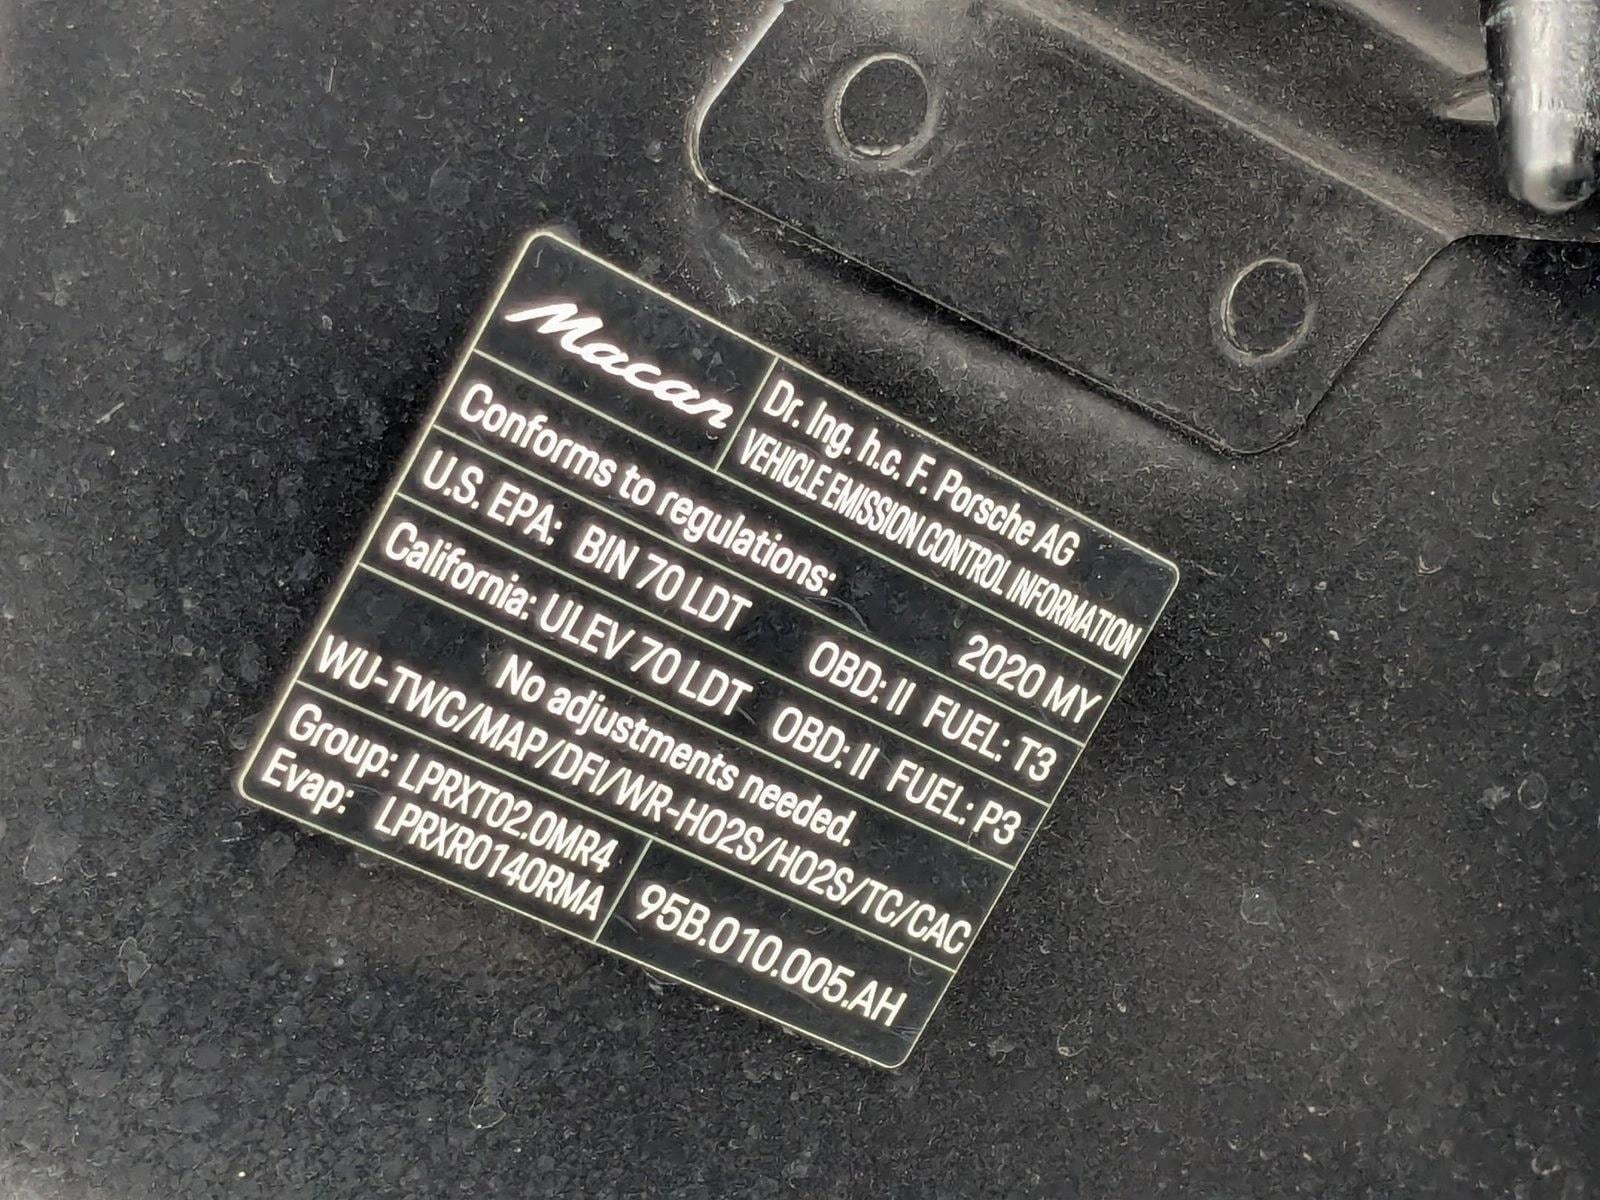 Macan
Dr. Ing. h.c. F. Porsche AG
VEHICLE EMISSION CONTROL INFORMATION
Conforms to regulations: 2020 MY
U.S. EPA: BIN 70 LDT OBD: II FUEL: T3
California: ULEV 70 LDT OBD: II FUEL: P3
No adjustments needed.
WU-TWC/MAP/DFI/WR-HO2S/HO2S/TC/CAC
Group: LPRXT02.0MR4
Evap: LPRXR0140RMA
95B.010.005.AH